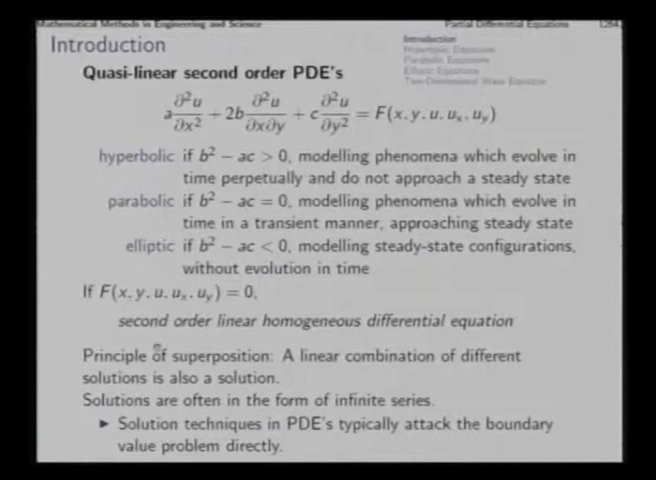 Mathematical Methods in Engineering and Science
Partial Differential Equations
Introduction
Introduction
Hyperbolic Equations
Parabolic Equations
Elliptic Equations
Two-Dimensional Wave Equation
Quasi-linear second order PDE's
a ∂²u/∂x² + 2b ∂²u/∂x∂y + c ∂²u/∂y² = F(x, y, u, uₓ, u_y)
hyperbolic if b² − ac > 0, modelling phenomena which evolve in
time perpetually and do not approach a steady state
parabolic if b² − ac = 0, modelling phenomena which evolve in
time in a transient manner, approaching steady state
elliptic if b² − ac < 0, modelling steady-state configurations,
without evolution in time
If F(x, y, u, uₓ, u_y) = 0,
second order linear homogeneous differential equation
Principle of superposition: A linear combination of different
solutions is also a solution.
Solutions are often in the form of infinite series.
► Solution techniques in PDE's typically attack the boundary
value problem directly.